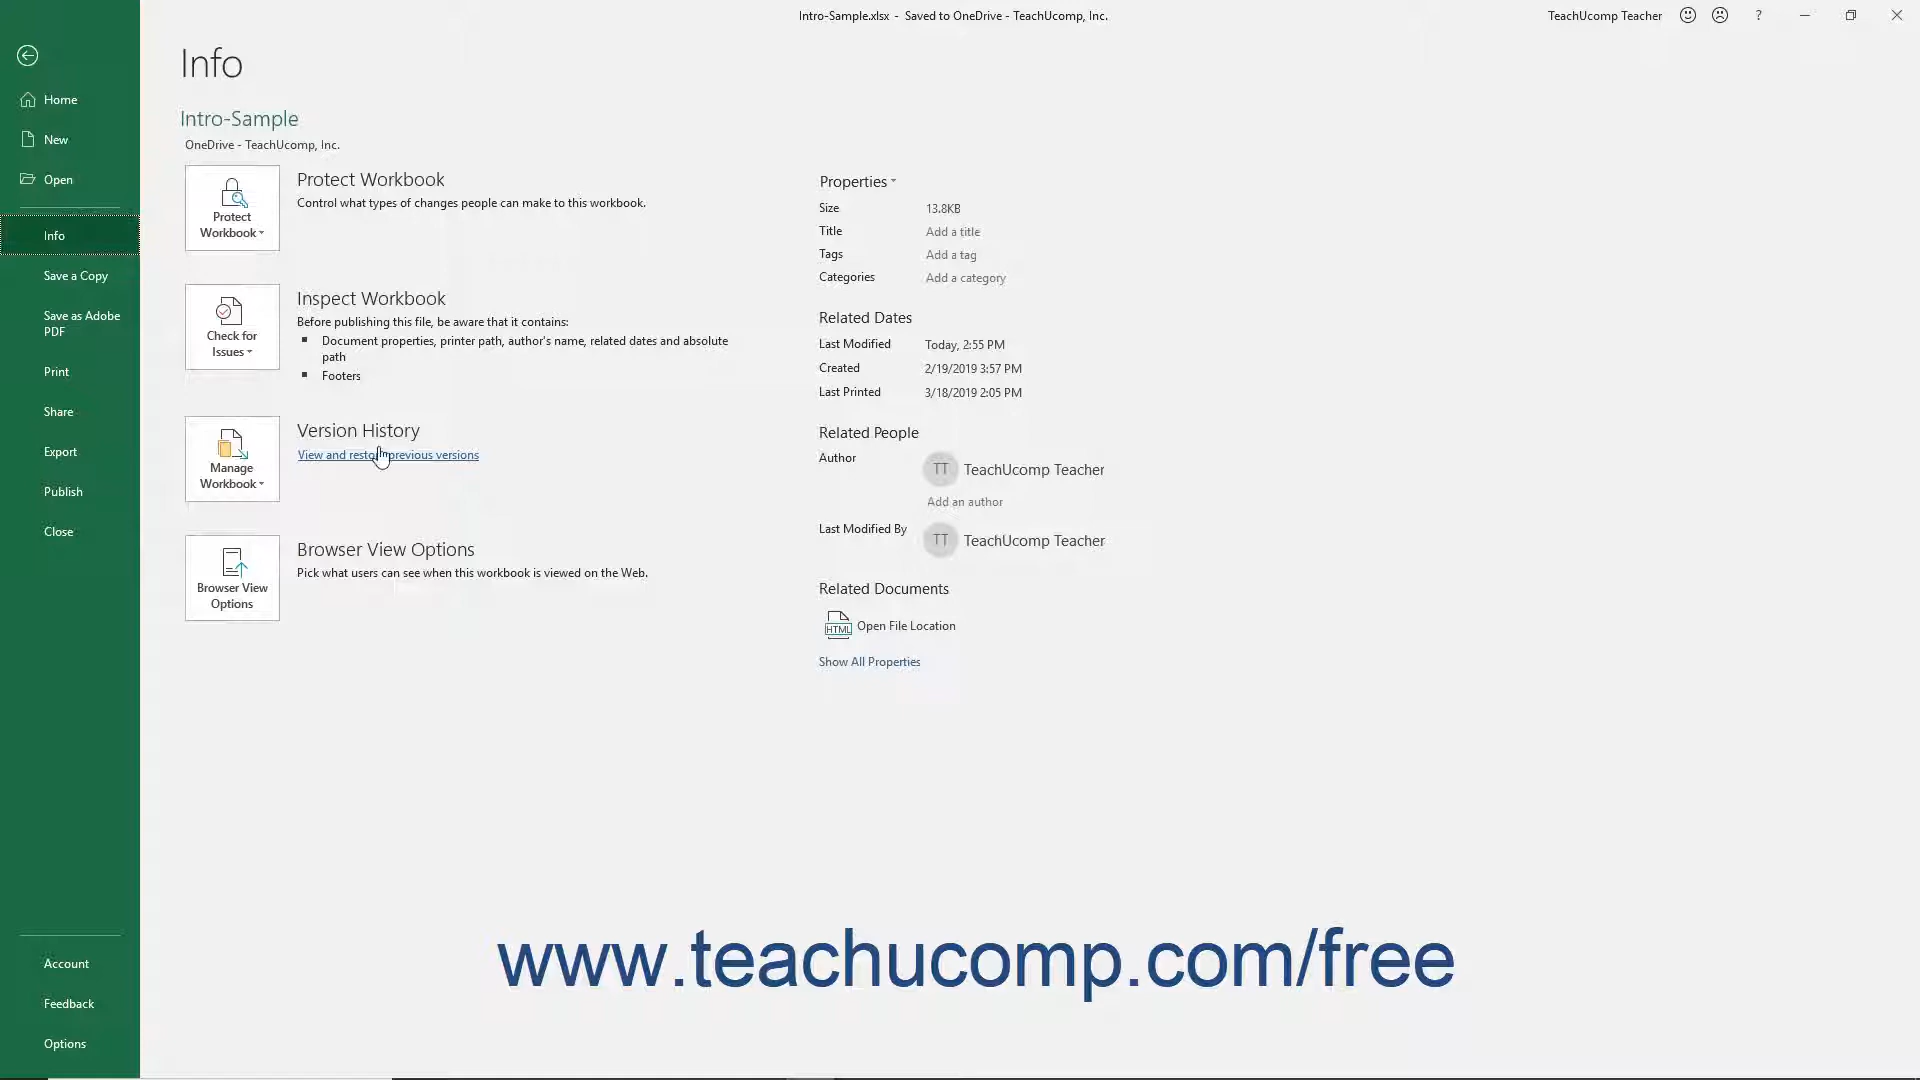 Intro-Sample.xlsx - Saved to OneDrive - TeachUcomp, Inc.
TeachUcomp Teacher
?
Info
Home
New
Open
Info
Save a Copy
Save as Adobe
PDF
Print
Share
Export
Publish
Close
Account
Feedback
Options
Intro-Sample
OneDrive - TeachUcomp, Inc.
Protect
Workbook
Protect Workbook
Control what types of changes people can make to this workbook.
Check for
Issues
Inspect Workbook
Before publishing this file, be aware that it contains:
Document properties, printer path, author's name, related dates and absolute
path
Footers
Manage
Workbook
Version History
View and restore previous versions
Browser View
Options
Browser View Options
Pick what users can see when this workbook is viewed on the Web.
Properties
Size 13.8KB
Title Add a title
Tags Add a tag
Categories Add a category
Related Dates
Last Modified Today, 2:55 PM
Created 2/19/2019 3:57 PM
Last Printed 3/18/2019 2:05 PM
Related People
Author
TT TeachUcomp Teacher
Add an author
Last Modified By
TT TeachUcomp Teacher
Related Documents
HTML Open File Location
Show All Properties
www.teachucomp.com/free